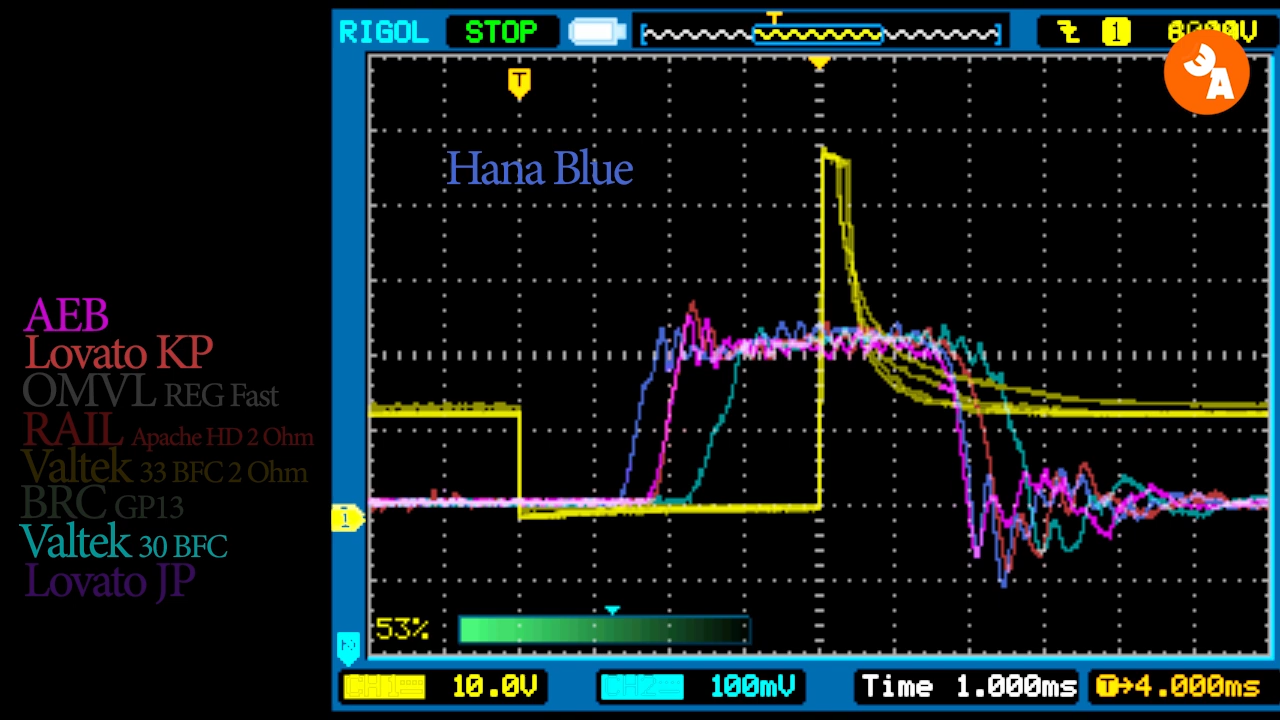 RIGOL STOP T 1
T
Hana Blue
AEB
Lovato KP
OMVL REG Fast
RAIL Apache HD 2 Ohm
Valtek 33 BFC 2 Ohm
BRC GP13
Valtek 30 BFC
Lovato JP
1
53%
CH1 10.0V CH2 100mV Time 1.000ms T→4.000ms